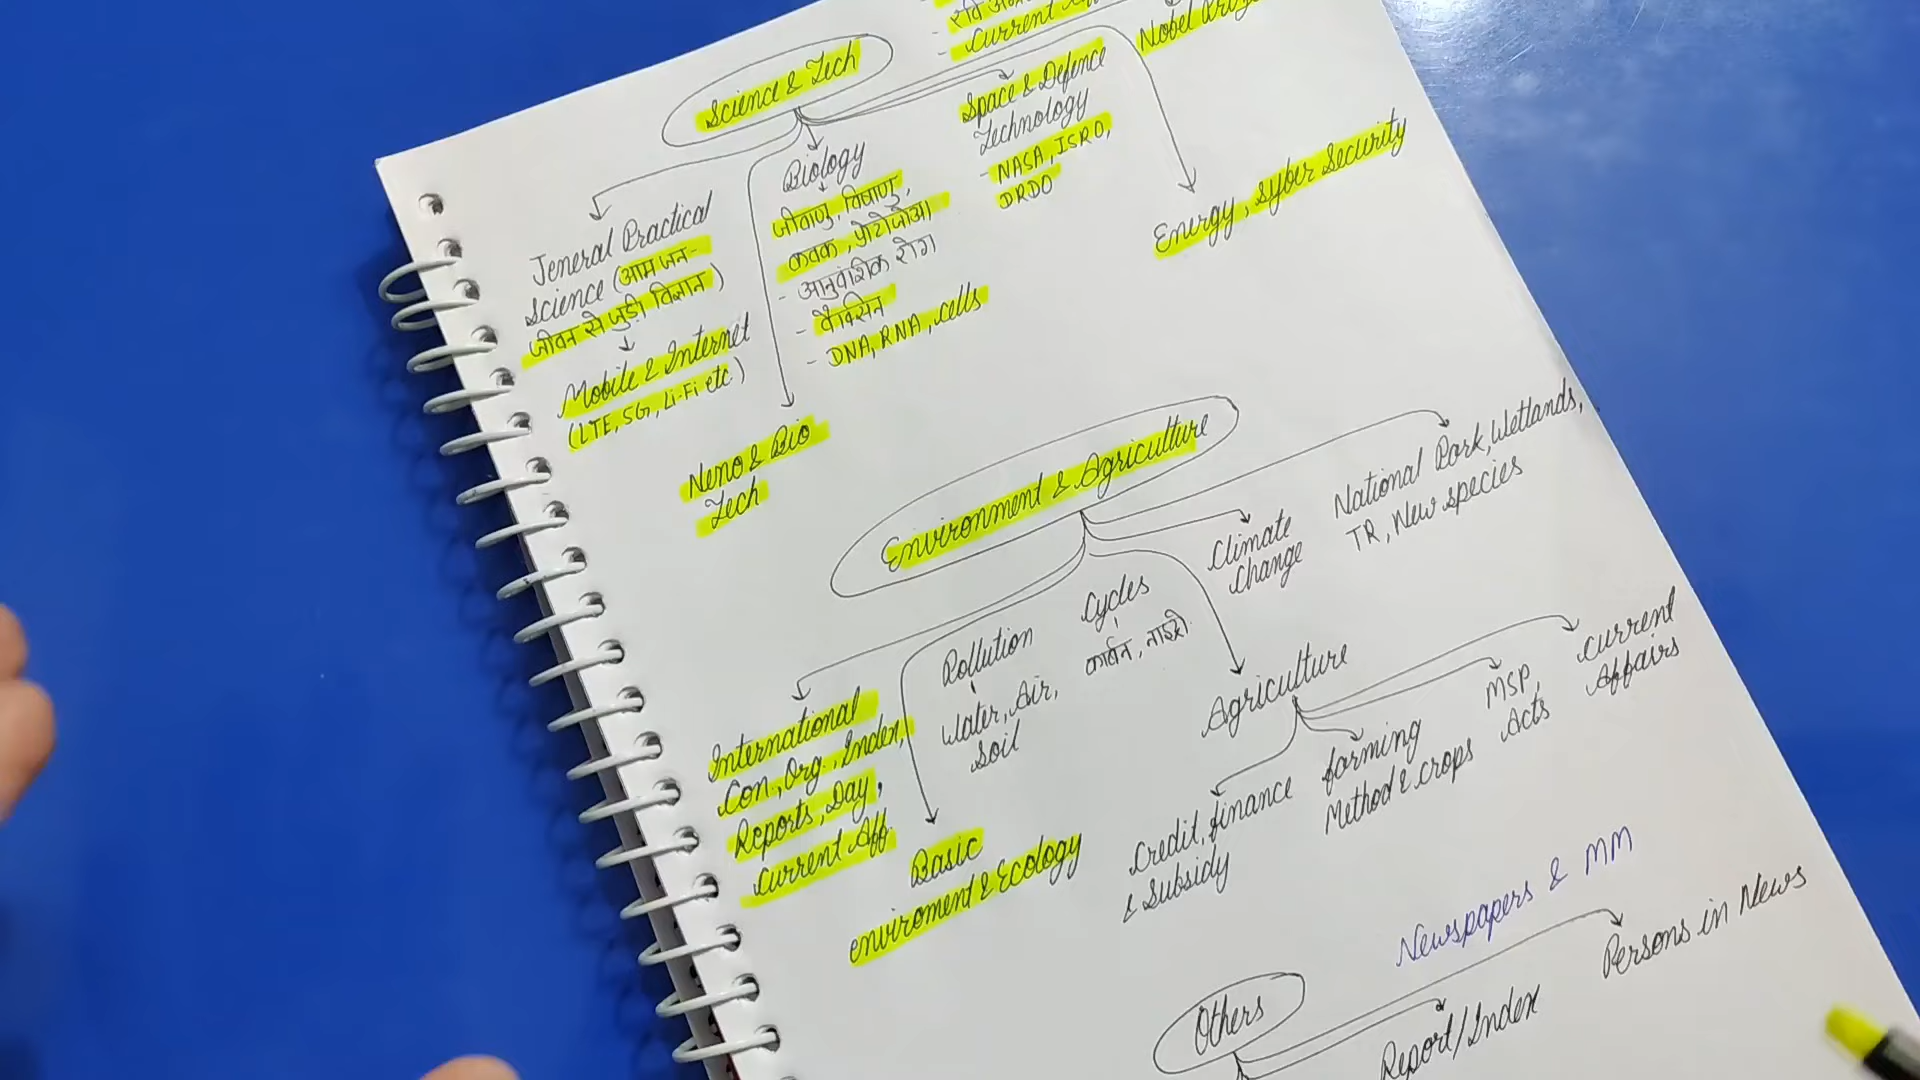 Current
Nobel
Science & Tech
Jeneral Practical
Science (आम जन-
जीवन से जुड़ी विज्ञान)
Mobile & Internet
(LTE, 5G, Li-Fi etc.)
Neno & Bio
Tech
Biology
जीवाणु, विषाणु,
कवक, प्रोटोजोआ
- आनुवंशिक रोग
- वैक्सिन
- DNA, RNA, cells
Space & Defence
Technology
- NASA, ISRO,
DRDO
Energy, Syber Security
Environment & Agriculture
International
Con., Org., Index,
Reports, Day,
Current Aff.
Basic
enviroment & Ecology
Pollution
Water, Air,
Soil
Cycles
कार्बन, नाइट्रो.
Climate
change
National Park, Wetlands,
TR, New species
Agriculture
Credit, finance
& Subsidy
farming
Method & crops
MSP,
Acts
Current
Affairs
Newspapers & MM
Others
Report/Index
Persons in News